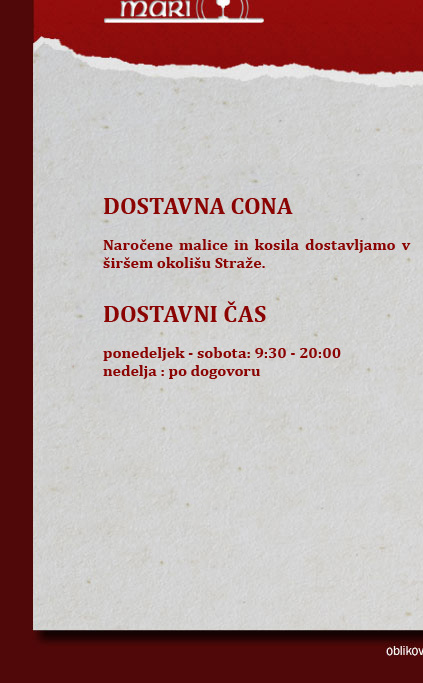 mari
DOSTAVNA CONA
Naročene malice in kosila dostavljamo v
širšem okolišu Straže.
DOSTAVNI ČAS
ponedeljek - sobota: 9:30 - 20:00
nedelja : po dogovoru